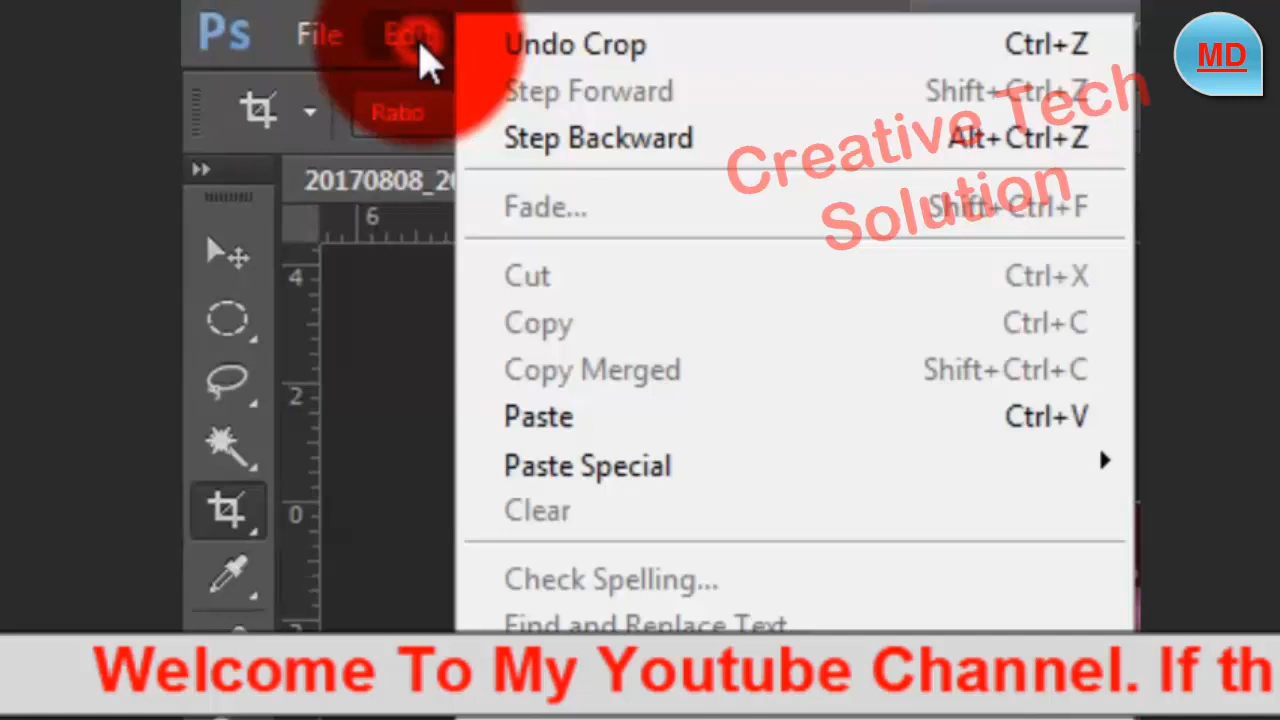 Ps File Edit
Undo Crop Ctrl+Z
MD
Step Forward Shift+Ctrl+Z
Ratio
Step Backward Alt+Ctrl+Z
Creative Tech
Solution
20170808_20
Fade... Shift+Ctrl+F
6
Cut Ctrl+X
4
Copy Ctrl+C
Copy Merged Shift+Ctrl+C
2
Paste Ctrl+V
Paste Special
Clear
0
Check Spelling...
Find and Replace Text
Welcome To My Youtube Channel. If th